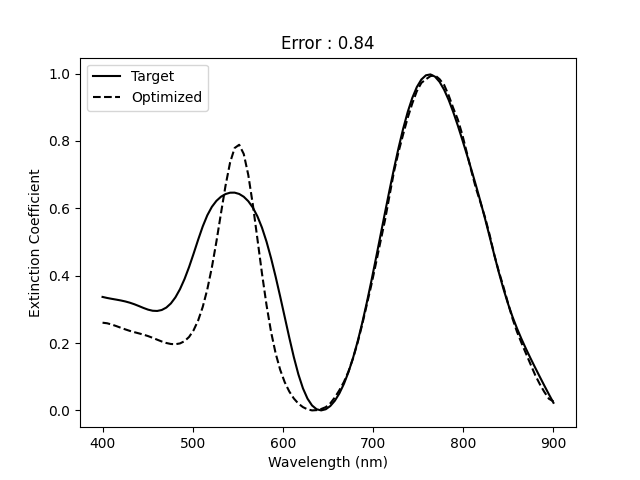 Error : 0.84
Target
Optimized
1.0
0.8
0.6
0.4
0.2
0.0
Extinction Coefficient
400 500 600 700 800 900
Wavelength (nm)